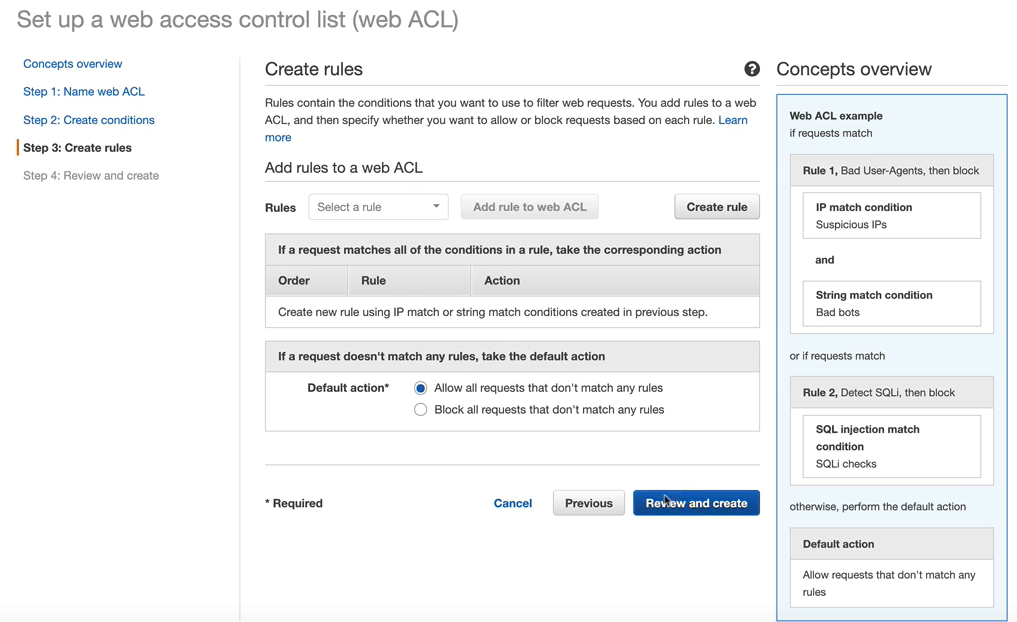 Set up a web access control list (web ACL)
Concepts overview
Step 1: Name web ACL
Step 2: Create conditions
Step 3: Create rules
Step 4: Review and create
Create rules
?
Rules contain the conditions that you want to use to filter web requests. You add rules to a web
ACL, and then specify whether you want to allow or block requests based on each rule. Learn
more
Add rules to a web ACL
Rules
Select a rule
Add rule to web ACL
Create rule
If a request matches all of the conditions in a rule, take the corresponding action
Order
Rule
Action
Create new rule using IP match or string match conditions created in previous step.
If a request doesn't match any rules, take the default action
Default action*
Allow all requests that don't match any rules
Block all requests that don't match any rules
* Required
Cancel
Previous
Review and create
Concepts overview
Web ACL example
if requests match
Rule 1, Bad User-Agents, then block
IP match condition
Suspicious IPs
and
String match condition
Bad bots
or if requests match
Rule 2, Detect SQLi, then block
SQL injection match
condition
SQLi checks
otherwise, perform the default action
Default action
Allow requests that don't match any
rules